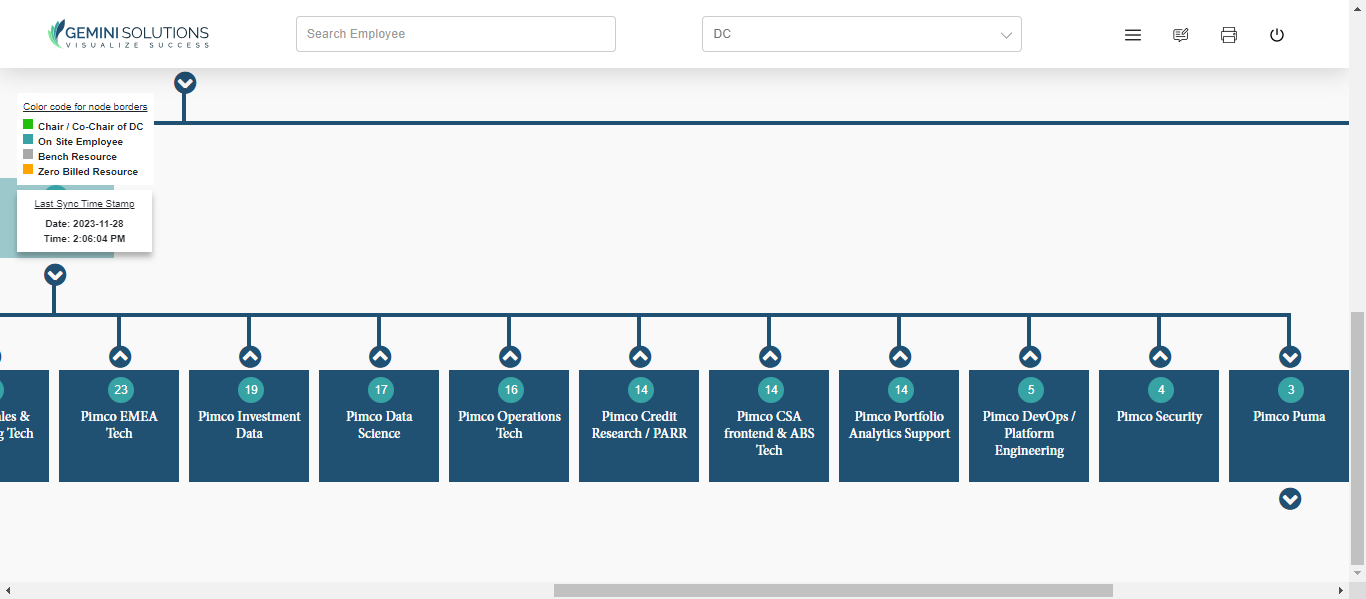 GEMINI SOLUTIONS
VISUALIZE SUCCESS
Search Employee
DC
Color code for node borders
Chair / Co-Chair of DC
On Site Employee
Bench Resource
Zero Billed Resource
Last Sync Time Stamp
Date: 2023-11-28
Time: 2:06:04 PM
23
Pimco EMEA
Tech
19
Pimco Investment
Data
17
Pimco Data
Science
16
Pimco Operations
Tech
14
Pimco Credit
Research / PARR
14
Pimco CSA
frontend & ABS
Tech
14
Pimco Portfolio
Analytics Support
5
Pimco DevOps /
Platform
Engineering
4
Pimco Security
3
Pimco Puma